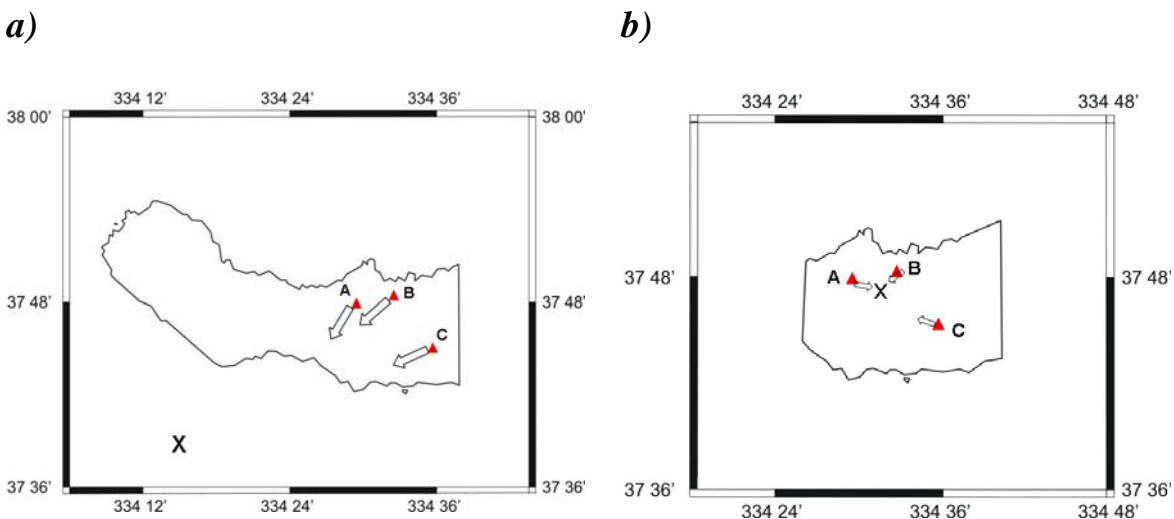 a)
b)
334 12' 334 24' 334 36'
38 00' 38 00'
37 48' 37 48'
37 36' 37 36'
334 12' 334 24' 334 36'
A
B
C
X
334 24' 334 36' 334 48'
37 48' 37 48'
37 36' 37 36'
334 24' 334 36' 334 48'
A
B
X
C